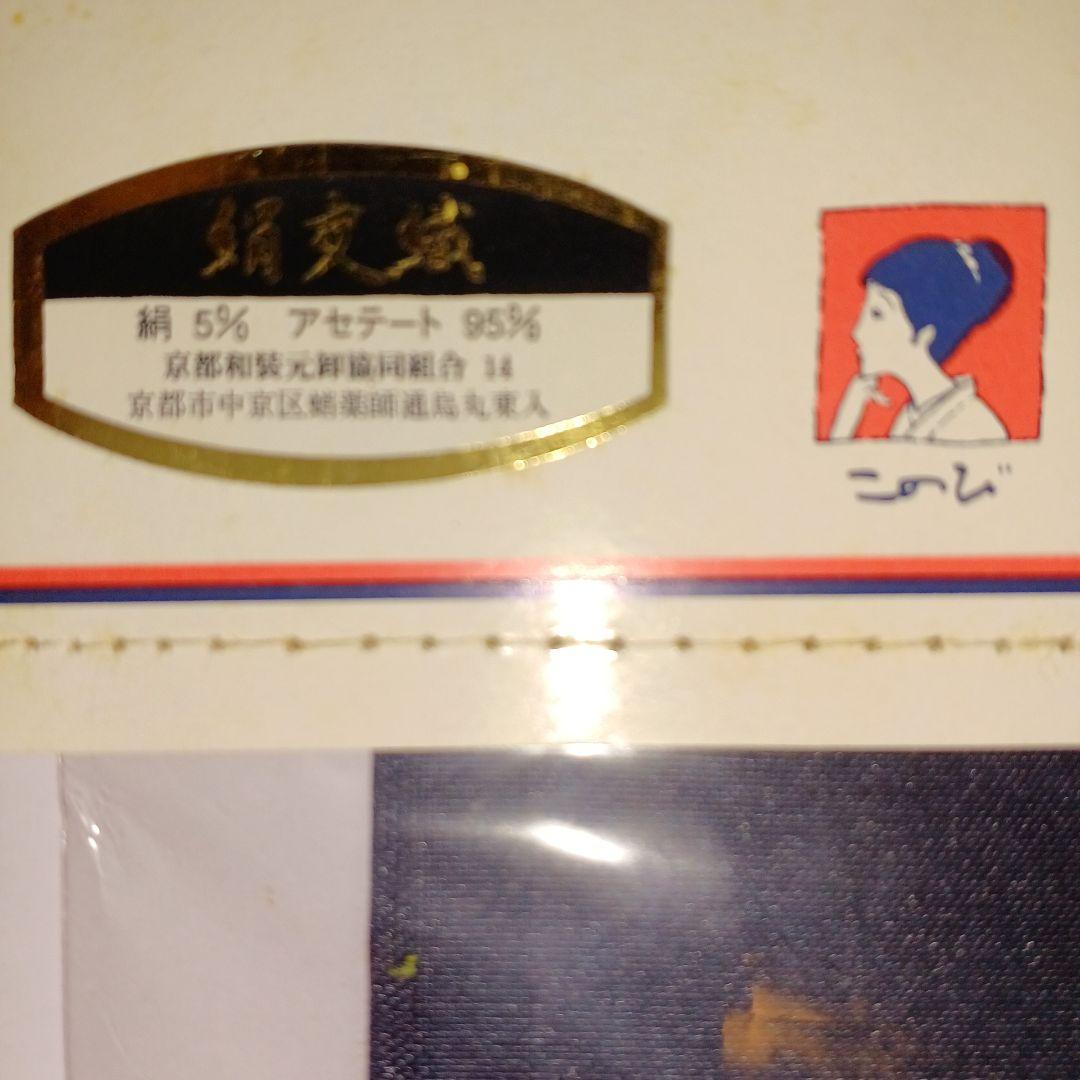 絹交織
絹 5% アセテート 95%
京都和装元卸協同組合 14
京都市中京区蛸薬師通烏丸東入
このび